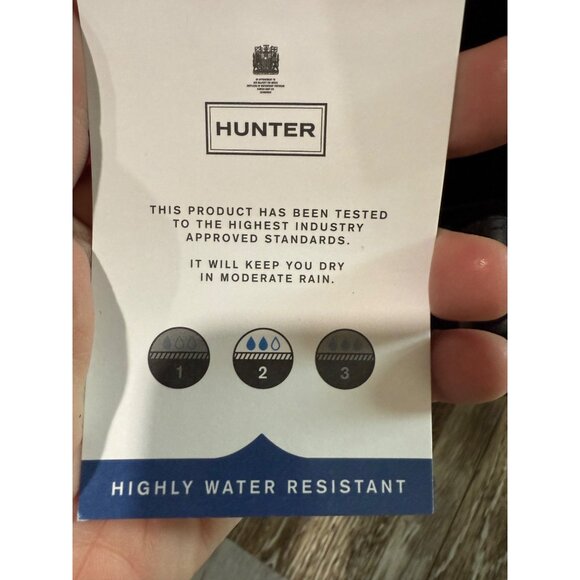 HUNTER
THIS PRODUCT HAS BEEN TESTED
TO THE HIGHEST INDUSTRY
APPROVED STANDARDS.
IT WILL KEEP YOU DRY
IN MODERATE RAIN.
1 2 3
HIGHLY WATER RESISTANT